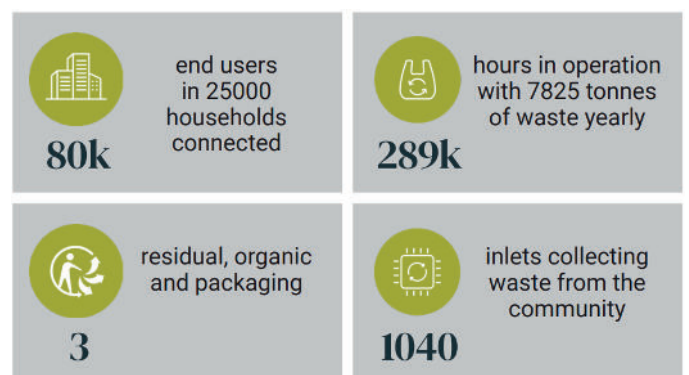 end users
in 25000
households
connected
80k
hours in operation
with 7825 tonnes
of waste yearly
289k
residual, organic
and packaging
3
inlets collecting
waste from the
community
1040